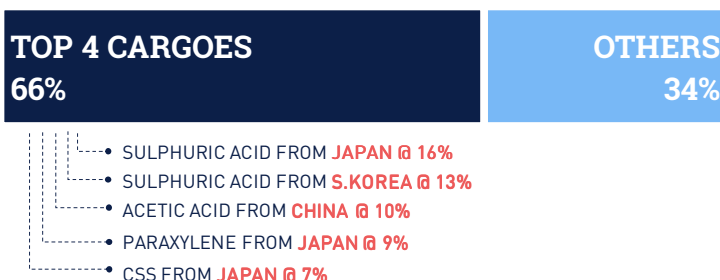 TOP 4 CARGOES
66%
OTHERS
34%
SULPHURIC ACID FROM JAPAN @ 16%
SULPHURIC ACID FROM S.KOREA @ 13%
ACETIC ACID FROM CHINA @ 10%
PARAXYLENE FROM JAPAN @ 9%
CSS FROM JAPAN @ 7%